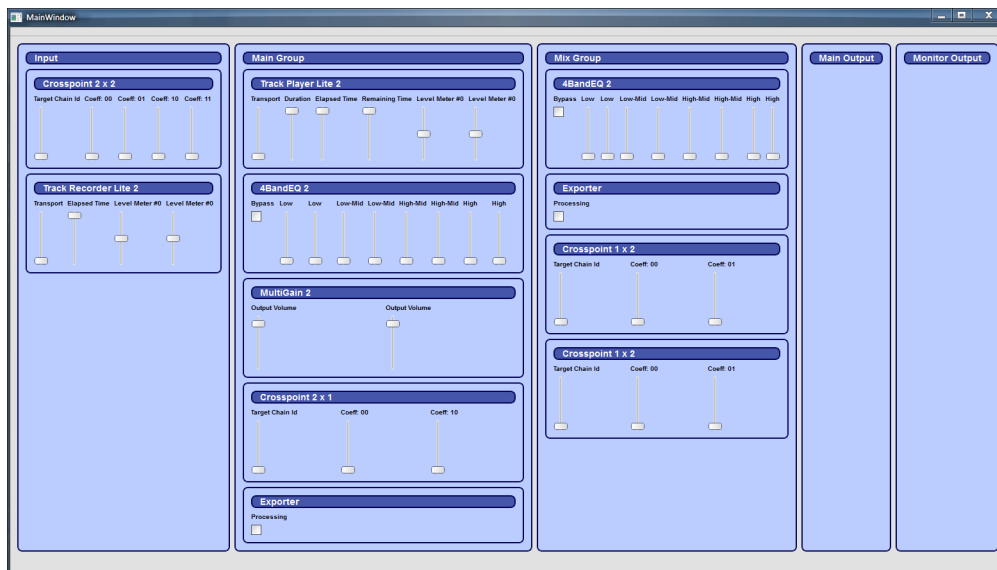 MainWindow
Input
Crosspoint 2 x 2
Target Chain Id Coeff: 00 Coeff: 01 Coeff: 10 Coeff: 11
Track Recorder Lite 2
Transport Elapsed Time Level Meter #0 Level Meter #0
Main Group
Track Player Lite 2
Transport Duration Elapsed Time Remaining Time Level Meter #0 Level Meter #0
4BandEQ 2
Bypass Low Low Low-Mid Low-Mid High-Mid High-Mid High High
MultiGain 2
Output Volume Output Volume
Crosspoint 2 x 1
Target Chain Id Coeff: 00 Coeff: 10
Exporter
Processing
Mix Group
4BandEQ 2
Bypass Low Low Low-Mid Low-Mid High-Mid High-Mid High High
Exporter
Processing
Crosspoint 1 x 2
Target Chain Id Coeff: 00 Coeff: 01
Crosspoint 1 x 2
Target Chain Id Coeff: 00 Coeff: 01
Main Output
Monitor Output